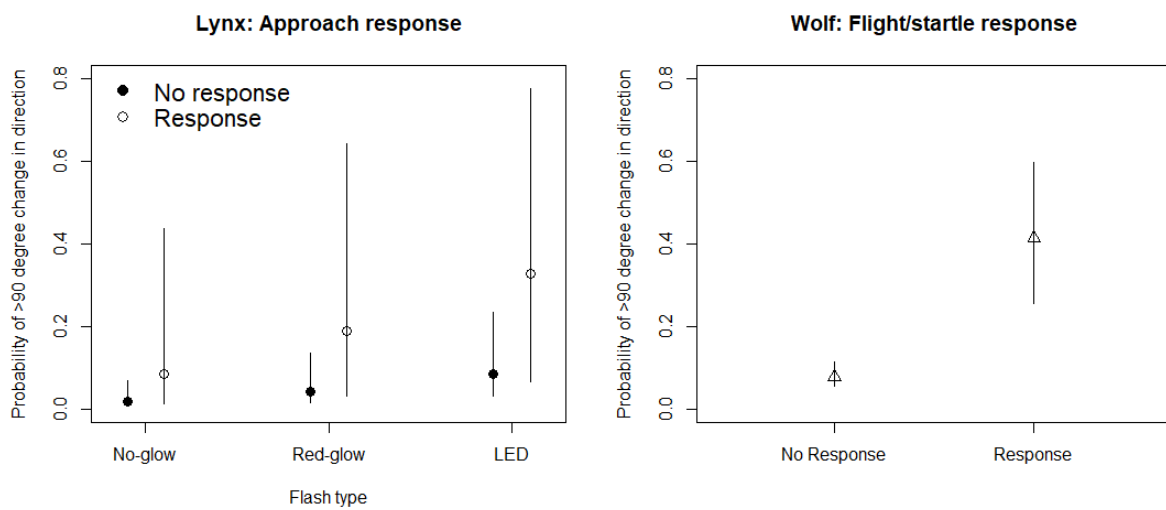 Lynx: Approach response
Probability of >90 degree change in direction
0.8
0.6
0.4
0.2
0.0
No response
Response
No-glow
Red-glow
LED
Flash type
Wolf: Flight/startle response
Probability of >90 degree change in direction
0.8
0.6
0.4
0.2
0.0
No Response
Response